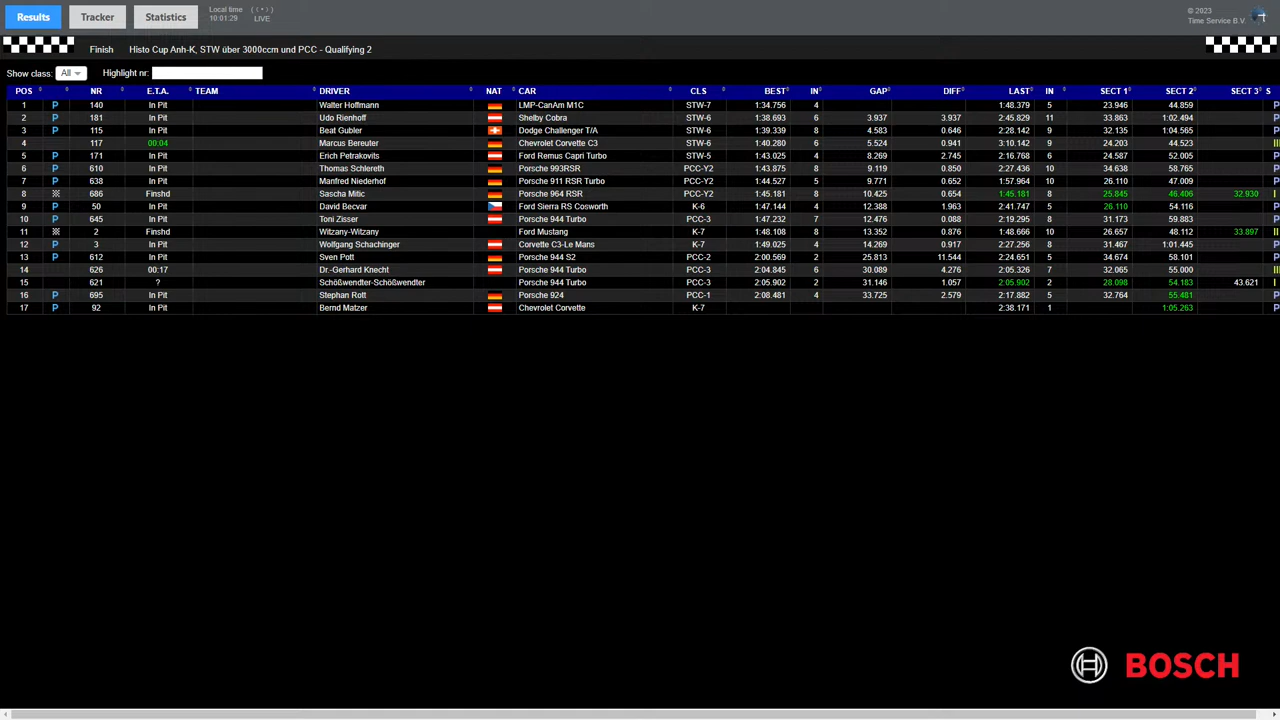 Results Tracker Statistics Local time 10:01:29 LIVE © 2023 Time Service B.V.
Finish Histo Cup Anh-K, STW über 3000ccm und PCC - Qualifying 2
Show class: All Highlight nr:
POS NR E.T.A. TEAM DRIVER NAT CAR CLS BEST IN GAP DIFF LAST IN SECT 1 SECT 2 SECT 3 S
1 P 140 In Pit Walter Hoffmann LMP-CanAm M1C STW-7 1:34.756 4 1:48.379 5 23.946 44.859 P
2 P 181 In Pit Udo Rienhoff Shelby Cobra STW-6 1:38.693 6 3.937 3.937 2:45.829 11 33.863 1:02.494 P
3 P 115 In Pit Beat Gubler Dodge Challenger T/A STW-6 1:39.339 8 4.583 0.646 2:28.142 9 32.135 1:04.565 P
4 117 00:04 Marcus Bereuter Chevrolet Corvette C3 STW-6 1:40.280 6 5.524 0.941 3:10.142 9 24.203 44.523
5 P 171 In Pit Erich Petrakovits Ford Remus Capri Turbo STW-5 1:43.025 4 8.269 2.745 2:16.768 6 24.587 52.005 P
6 P 610 In Pit Thomas Schlereth Porsche 993RSR PCC-Y2 1:43.875 8 9.119 0.850 2:27.436 10 34.638 58.765 P
7 P 638 In Pit Manfred Niederhof Porsche 911 RSR Turbo PCC-Y2 1:44.527 5 9.771 0.652 1:57.964 10 26.110 47.009 P
8 686 Finshd Sascha Mitic Porsche 964 RSR PCC-Y2 1:45.181 8 10.425 0.654 1:45.181 8 25.845 46.406 32.930
9 P 50 In Pit David Becvar Ford Sierra RS Cosworth K-6 1:47.144 4 12.388 1.963 2:41.747 5 26.110 54.116 P
10 P 645 In Pit Toni Zisser Porsche 944 Turbo PCC-3 1:47.232 7 12.476 0.088 2:19.295 8 31.173 59.883 P
11 2 Finshd Witzany-Witzany Ford Mustang K-7 1:48.108 8 13.352 0.876 1:48.666 10 26.657 48.112 33.897
12 P 3 In Pit Wolfgang Schachinger Corvette C3-Le Mans K-7 1:49.025 4 14.269 0.917 2:27.256 8 31.467 1:01.445 P
13 P 612 In Pit Sven Pott Porsche 944 S2 PCC-2 2:00.569 2 25.813 11.544 2:24.651 5 34.674 58.101 P
14 626 00:17 Dr.-Gerhard Knecht Porsche 944 Turbo PCC-3 2:04.845 6 30.089 4.276 2:05.326 7 32.065 55.000
15 621 ? Schößwendter-Schößwendter Porsche 944 Turbo PCC-3 2:05.902 2 31.146 1.057 2:05.902 2 28.098 54.183 43.621
16 P 695 In Pit Stephan Rott Porsche 924 PCC-1 2:08.481 4 33.725 2.579 2:17.882 5 32.764 55.481 P
17 P 92 In Pit Bernd Matzer Chevrolet Corvette K-7 2:38.171 1 1:05.263 P
BOSCH